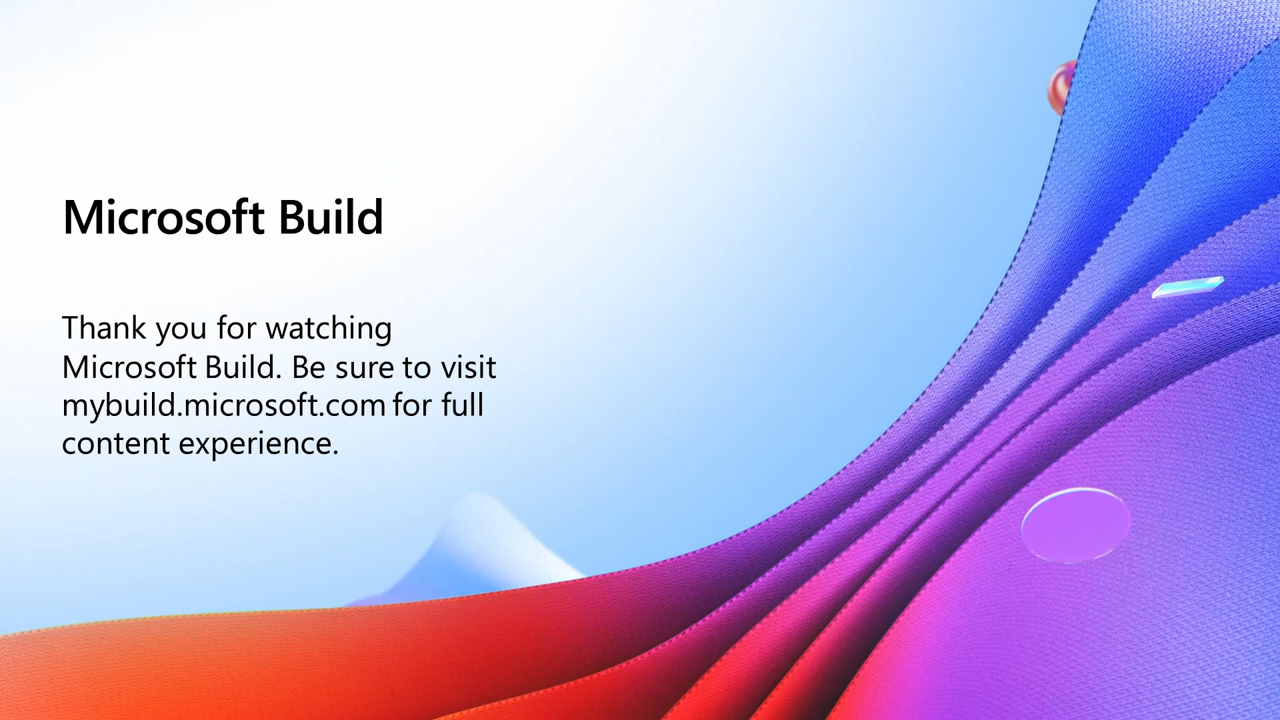 Microsoft Build
Thank you for watching
Microsoft Build. Be sure to visit
mybuild.microsoft.com for full
content experience.